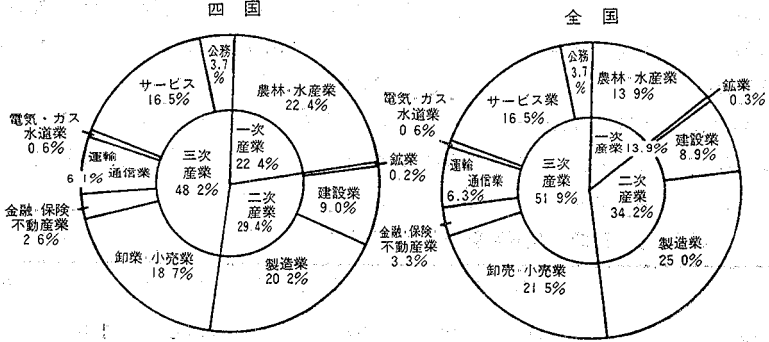 四国
公務
3.7
%
サービス
16.5%
農林・水産業
22.4%
電気・ガス
水道業
0.6%
運輸
通信業
6.1%
金融・保険
不動産業
2.6%
卸業・小売業
18.7%
三次
産業
48.2%
一次
産業
22.4%
二次
産業
29.4%
鉱業
0.2%
建設業
9.0%
製造業
20.2%
全国
公務
3.7
%
サービス業
16.5%
農林・水産業
13.9%
鉱業
0.3%
電気・ガス
水道業
0.6%
運輸
通信業
6.3%
金融・保険
不動産業
3.3%
卸売・小売業
21.5%
三次
産業
51.9%
一次
産業 13.9%
二次
産業
34.2%
建設業
8.9%
製造業
25.0%